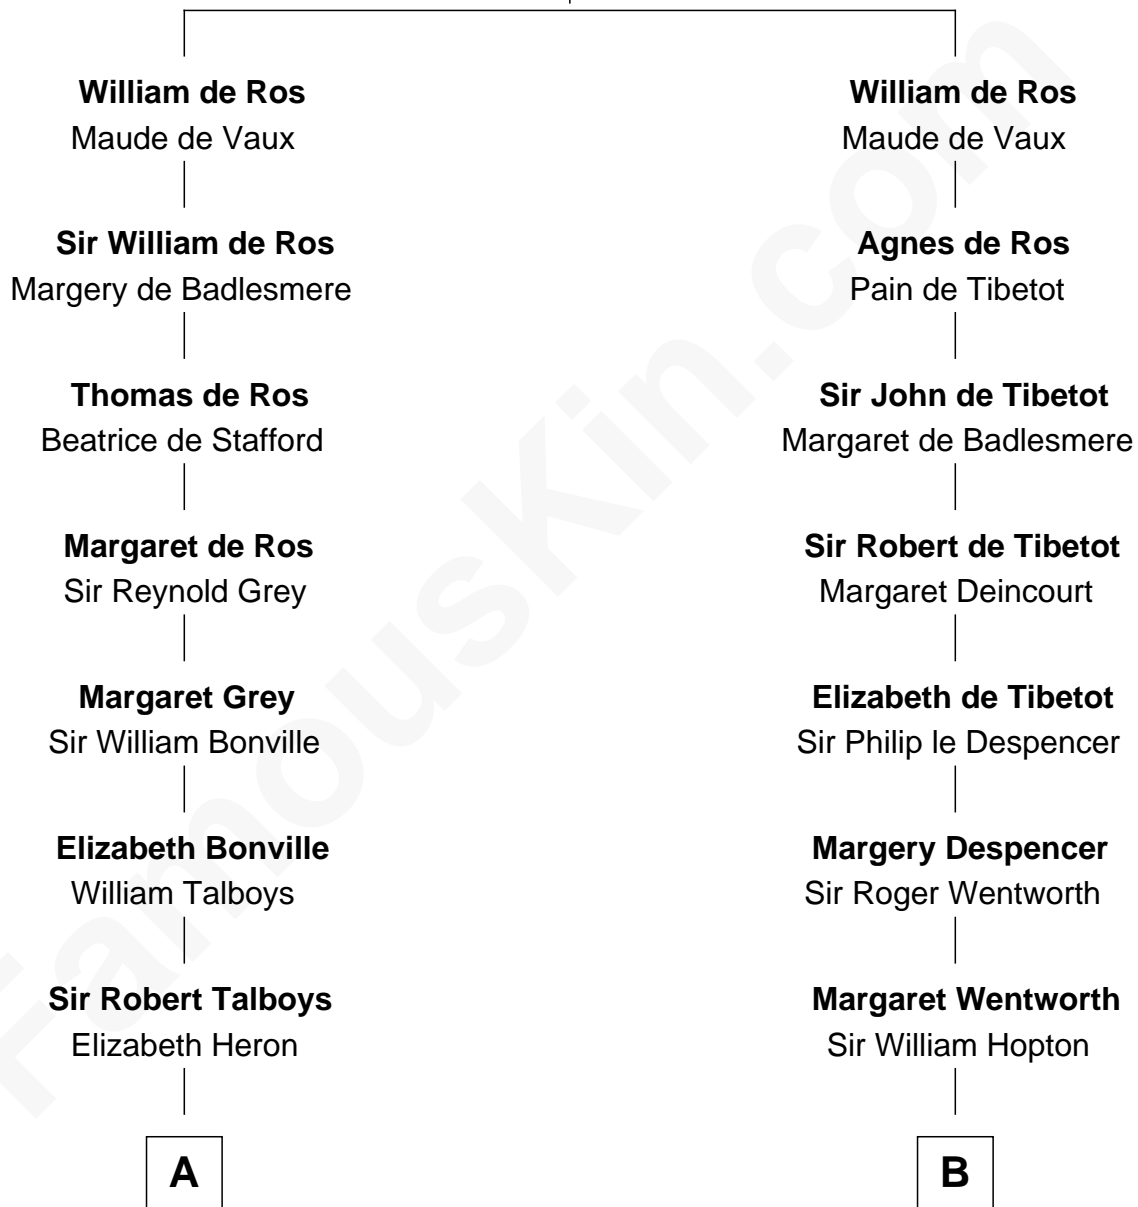 William de Ros
Maude de Vaux
Sir William de Ros
Margery de Badlesmere
Thomas de Ros
Beatrice de Stafford
Margaret de Ros
Sir Reynold Grey
Margaret Grey
Sir William Bonville
Elizabeth Bonville
William Talboys
Sir Robert Talboys
Elizabeth Heron
A
William de Ros
Maude de Vaux
Agnes de Ros
Pain de Tibetot
Sir John de Tibetot
Margaret de Badlesmere
Sir Robert de Tibetot
Margaret Deincourt
Elizabeth de Tibetot
Sir Philip le Despencer
Margery Despencer
Sir Roger Wentworth
Margaret Wentworth
Sir William Hopton
B
FamousKin.com